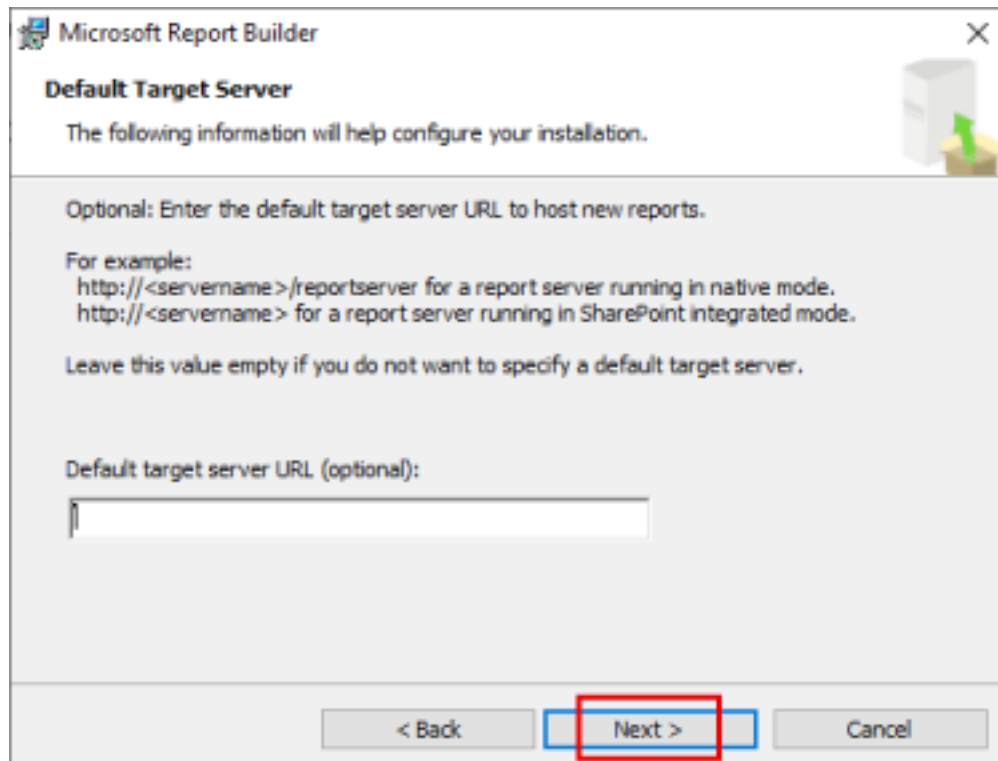 Microsoft Report Builder
Default Target Server
The following information will help configure your installation.
Optional: Enter the default target server URL to host new reports.
For example:
http://<servername>/reportserver for a report server running in native mode.
http://<servername> for a report server running in SharePoint integrated mode.
Leave this value empty if you do not want to specify a default target server.
Default target server URL (optional):
< Back Next > Cancel